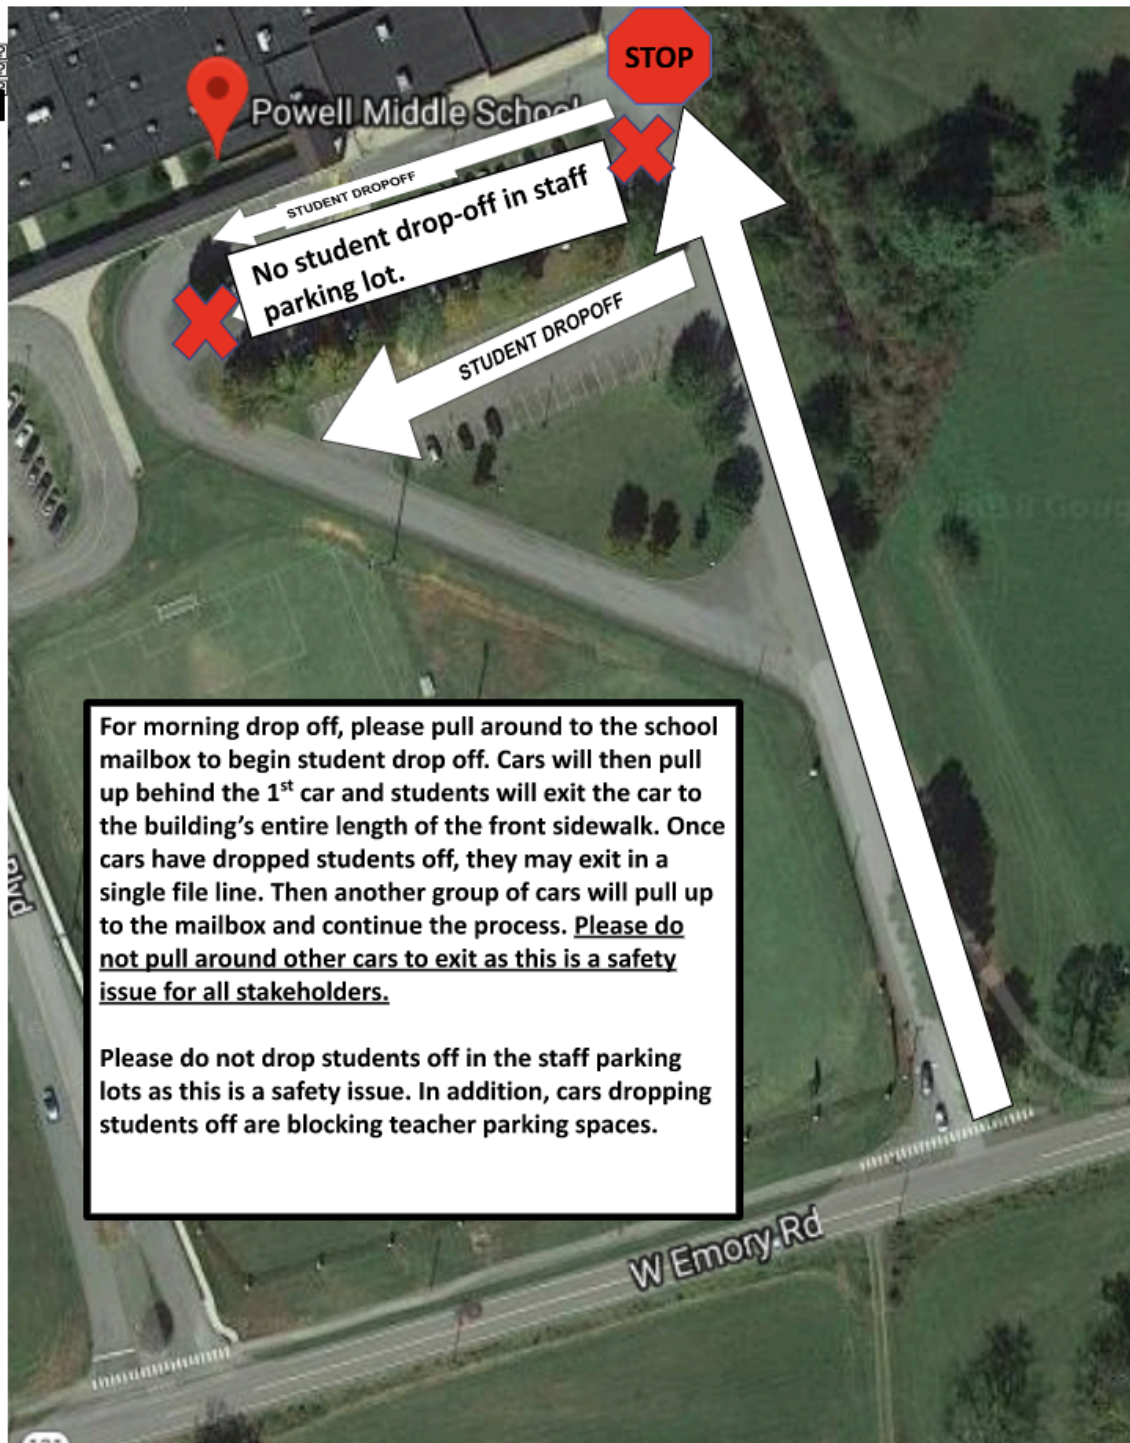 STOP
Powell Middle School
STUDENT DROPOFF
No student drop-off in staff
parking lot.
STUDENT DROPOFF
For morning drop off, please pull around to the school
mailbox to begin student drop off. Cars will then pull
up behind the 1st car and students will exit the car to
the building’s entire length of the front sidewalk. Once
cars have dropped students off, they may exit in a
single file line. Then another group of cars will pull up
to the mailbox and continue the process. Please do
not pull around other cars to exit as this is a safety
issue for all stakeholders.
Please do not drop students off in the staff parking
lots as this is a safety issue. In addition, cars dropping
students off are blocking teacher parking spaces.
W Emory Rd